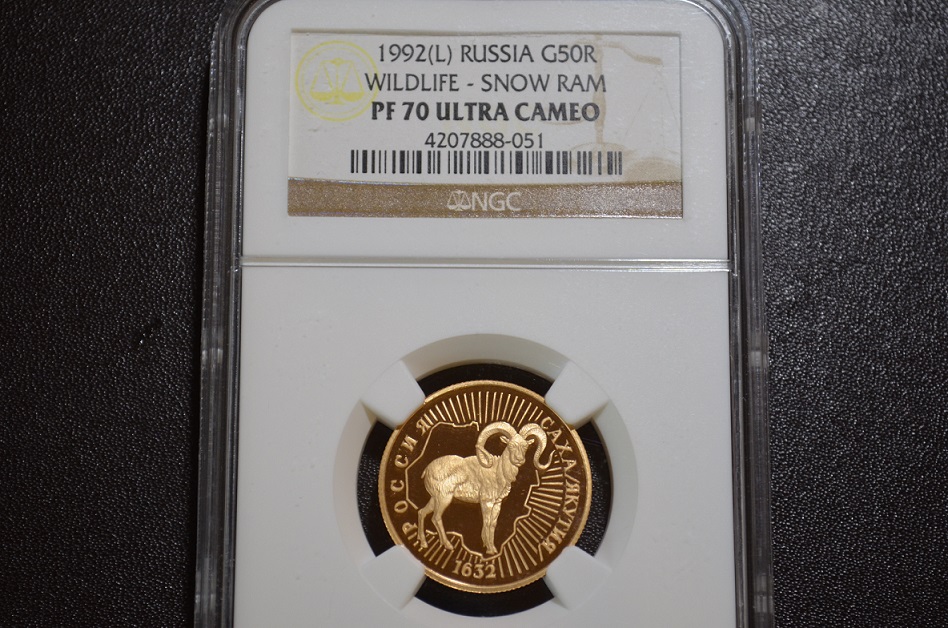 1992(L) RUSSIA G50R
WILDLIFE - SNOW RAM
PF 70 ULTRA CAMEO
4207888-051
NGC
РОССИЯ
САХА/ЯКУТИЯ/
1632